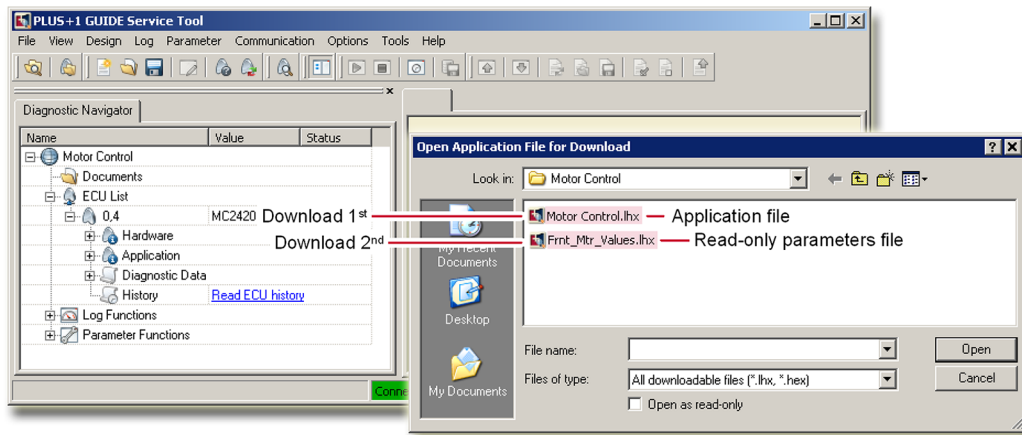 PLUS+1 GUIDE Service Tool
File View Design Log Parameter Communication Options Tools Help
Diagnostic Navigator
Name Value Status
Motor Control
Documents
ECU List
0,4 MC2420
Hardware
Application
Diagnostic Data
History Read ECU history
Log Functions
Parameter Functions
Download 1st
Download 2nd
Open Application File for Download
Look in: Motor Control
Motor Control.lhx
Application file
Frnt_Mtr_Values.lhx
Read-only parameters file
My Recent
Documents
Desktop
My Documents
File name:
Open
Files of type: All downloadable files (*.lhx, *.hex)
Cancel
Open as read-only